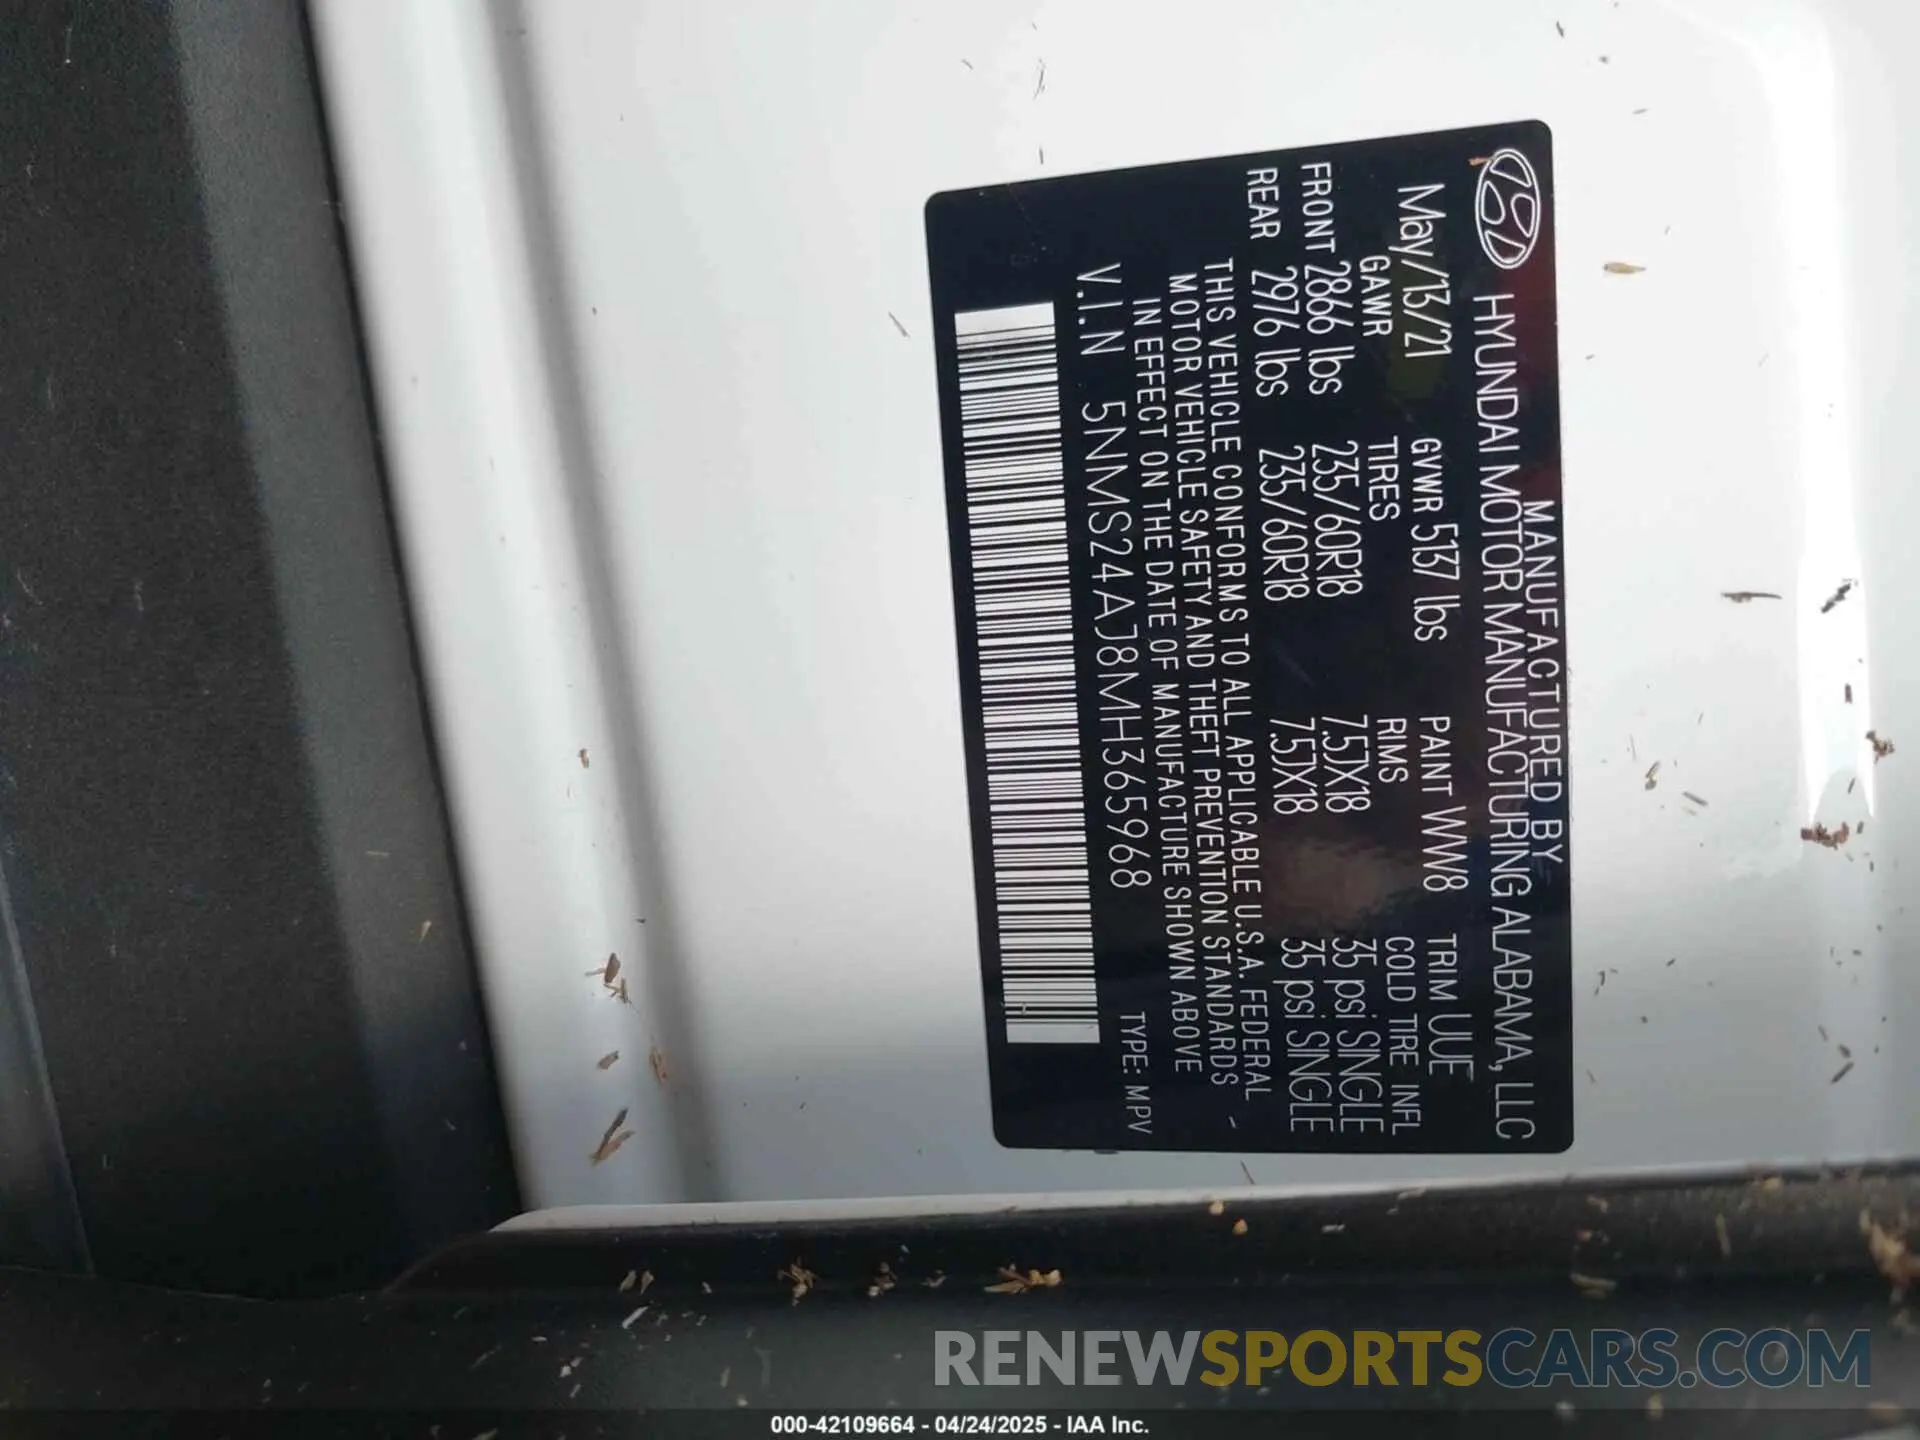 MANUFACTURED BY
HYUNDAI MOTOR MANUFACTURING ALABAMA, LLC
May/13/21 GVWR 5137 lbs PAINT WW8 TRIM UUF
GAWR TIRES RIMS COLD TIRE INFL
FRONT 2866 lbs 235/60R18 7.5JX18 35 psi SINGLE
REAR 2976 lbs 235/60R18 7.5JX18 35 psi SINGLE
THIS VEHICLE CONFORMS TO ALL APPLICABLE U.S.A. FEDERAL
MOTOR VEHICLE SAFETY AND THEFT PREVENTION STANDARDS -
IN EFFECT ON THE DATE OF MANUFACTURE SHOWN ABOVE
V.I.N 5NMS24AJ8MH365968 TYPE: MPV
RENEWSPORTSCARS.COM
000-42109664 - 04/24/2025 - IAA Inc.